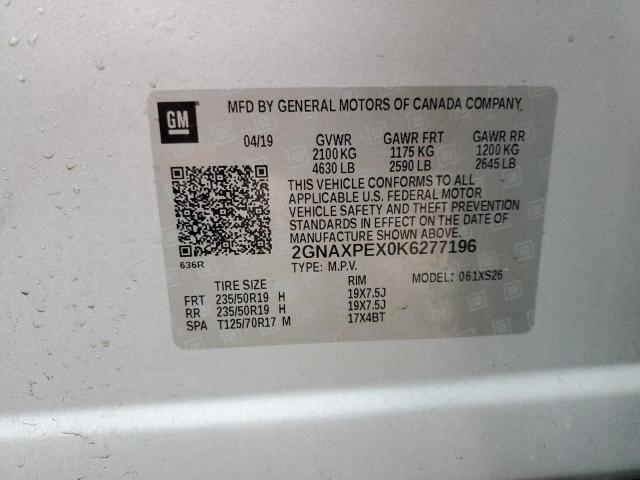 GM
MFD BY GENERAL MOTORS OF CANADA COMPANY
04/19 GVWR GAWR FRT GAWR RR
2100 KG 1175 KG 1200 KG
4630 LB 2590 LB 2645 LB
THIS VEHICLE CONFORMS TO ALL
APPLICABLE U.S. FEDERAL MOTOR
VEHICLE SAFETY AND THEFT PREVENTION
STANDARDS IN EFFECT ON THE DATE OF
MANUFACTURE SHOWN ABOVE.
2GNAXPEX0K6277196
636R
TYPE: M.P.V. MODEL: 061XS26
TIRE SIZE RIM
FRT 235/50R19 H 19X7.5J
RR 235/50R19 H 19X7.5J
SPA T125/70R17 M 17X4BT